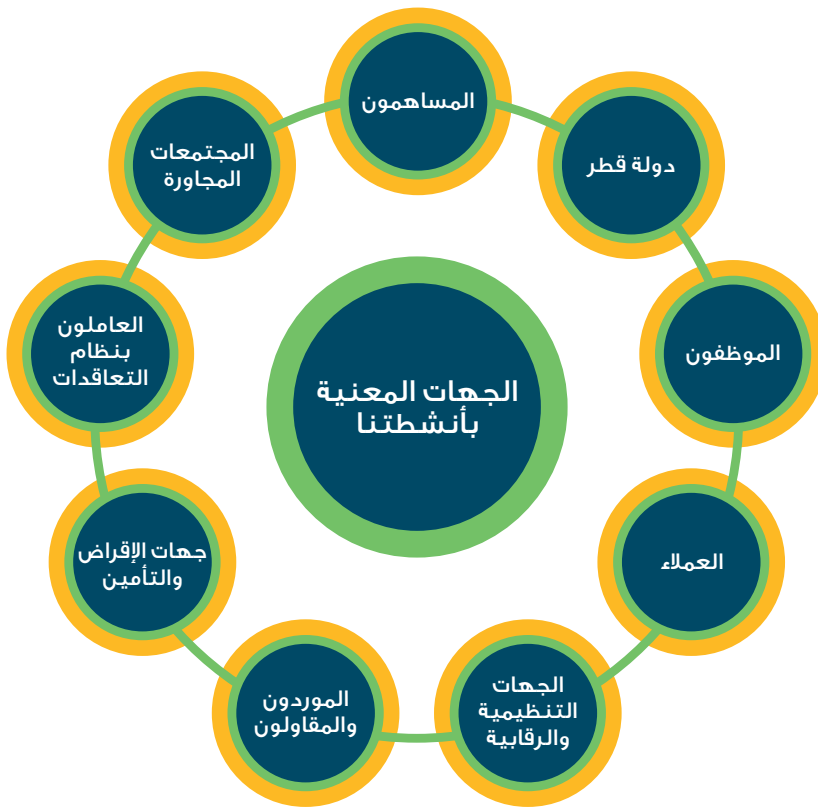 المساهمون
دولة قطر
الموظفون
العملاء
الجهات
التنظيمية
والرقابية
الموردون
والمقاولون
جهات الإقراض
والتأمين
العاملون
بنظام
التعاقدات
المجتمعات
المجاورة
الجهات المعنية
بأنشطتنا